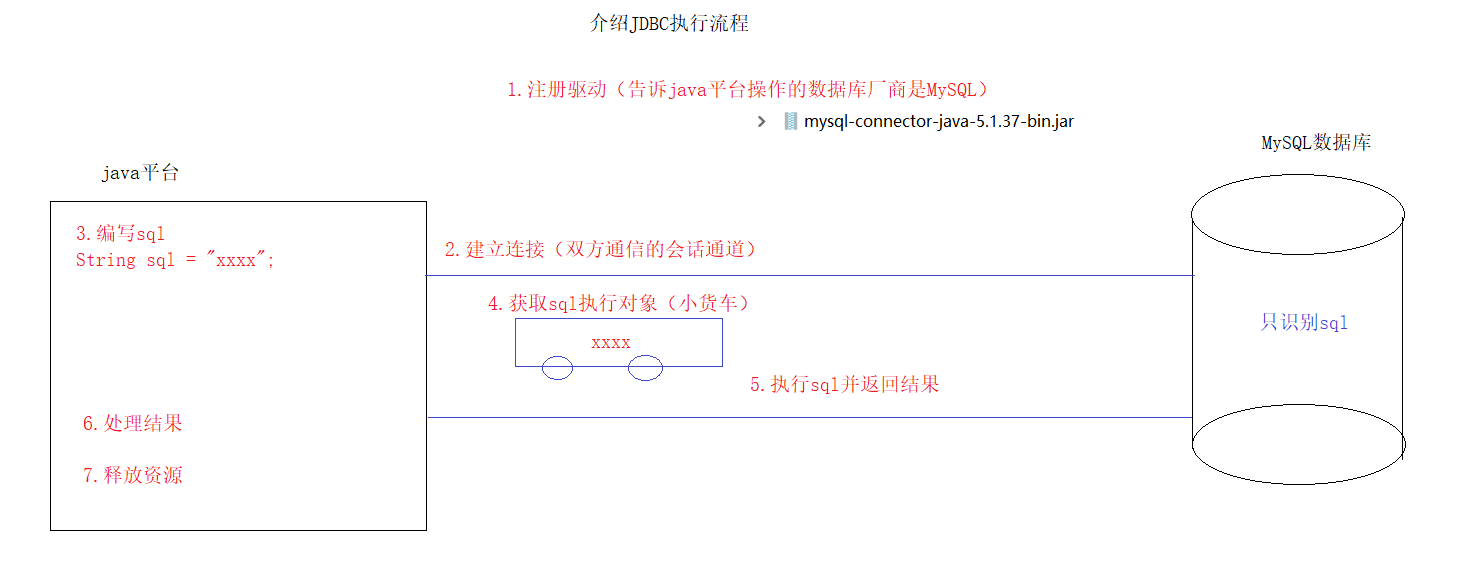 介绍JDBC执行流程
1.注册驱动（告诉java平台操作的数据库厂商是MySQL）
mysql-connector-java-5.1.37-bin.jar
MySQL数据库
java平台
3.编写sql
String sql = "xxxx";
2.建立连接（双方通信的会话通道）
4.获取sql执行对象（小货车）
xxxx
只识别sql
5.执行sql并返回结果
6.处理结果
7.释放资源